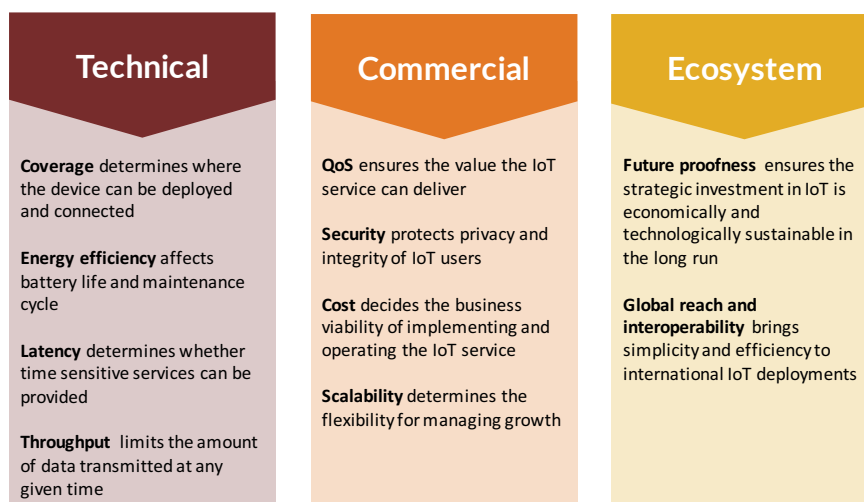 Technical
Coverage determines where
the device can be deployed
and connected
Energy efficiency affects
battery life and maintenance
cycle
Latency determines whether
time sensitive services can be
provided
Throughput limits the amount
of data transmitted at any
given time
Commercial
QoS ensures the value the IoT
service can deliver
Security protects privacy and
integrity of IoT users
Cost decides the business
viability of implementing and
operating the IoT service
Scalability determines the
flexibility for managing growth
Ecosystem
Future proofness ensures the
strategic investment in IoT is
economically and
technologically sustainable in
the long run
Global reach and
interoperability brings
simplicity and efficiency to
international IoT deployments